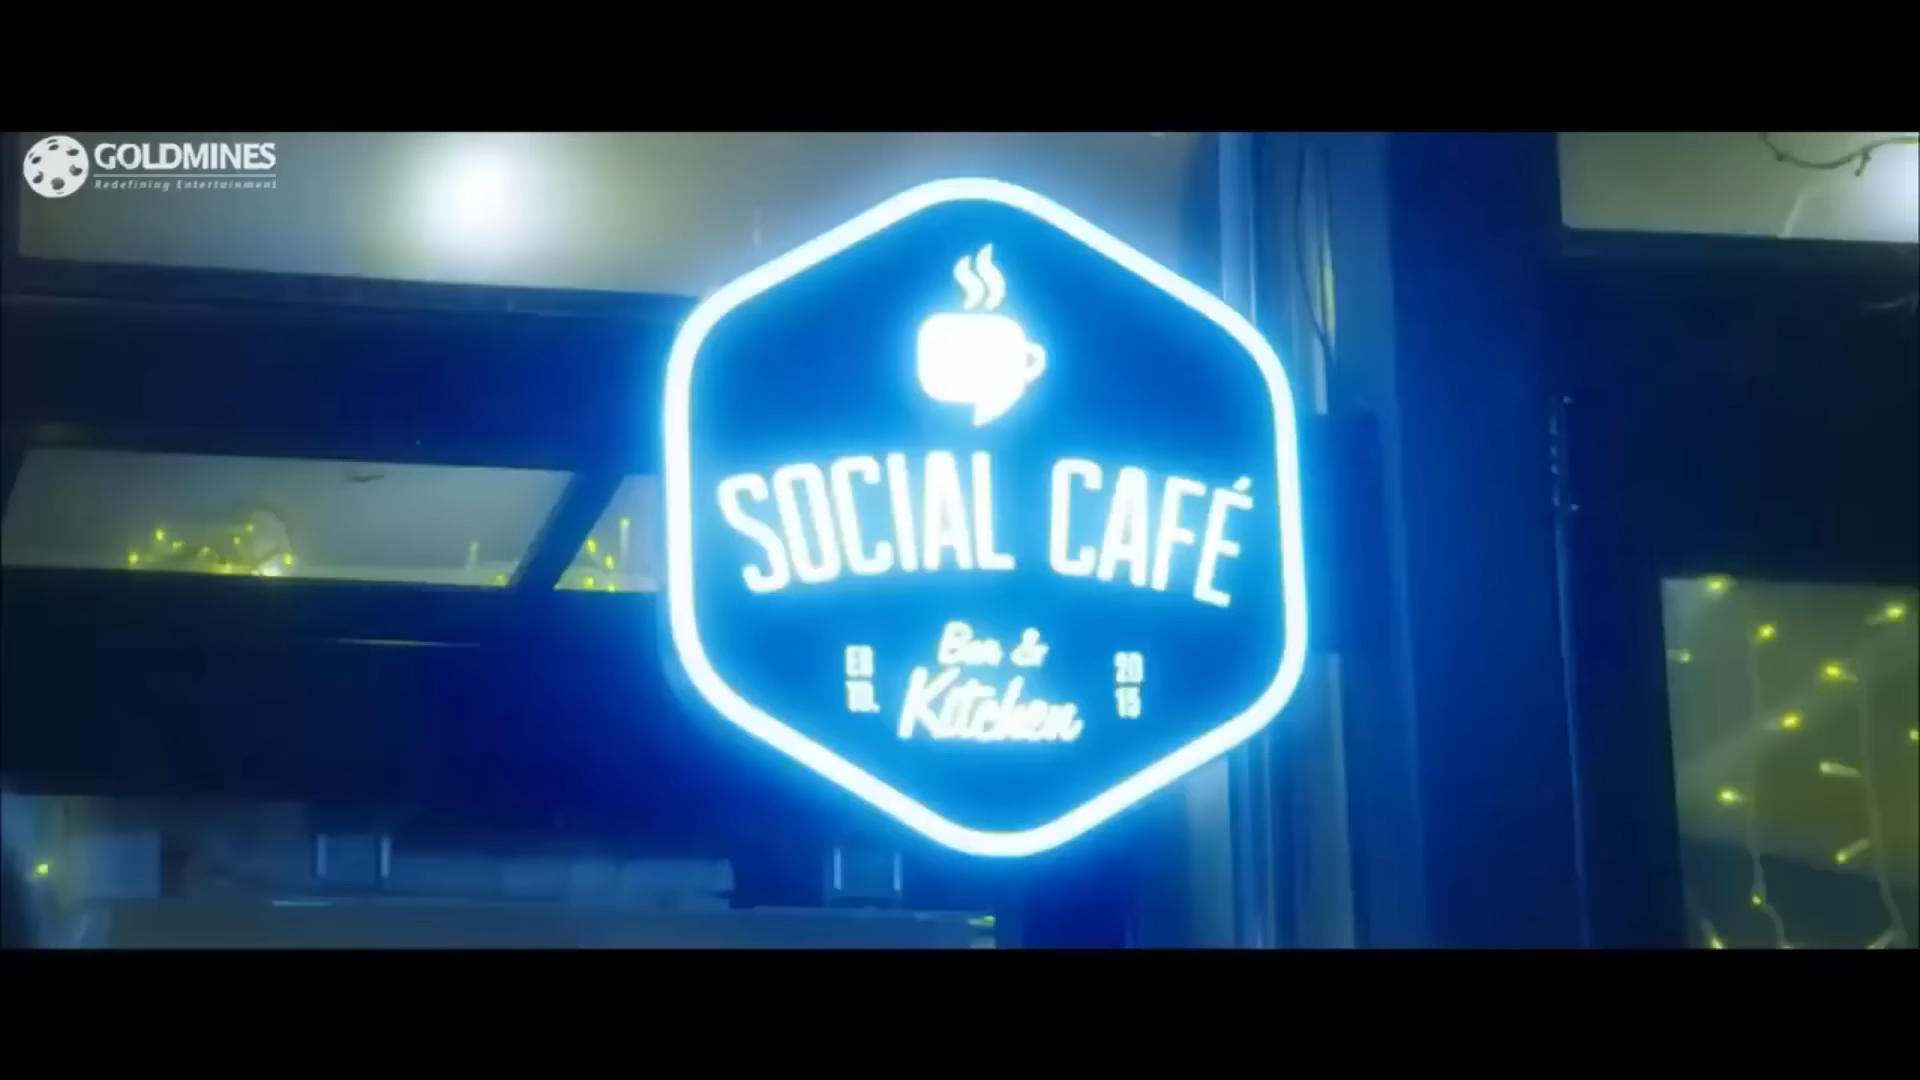 GOLDMINES
Redefining Entertainment
SOCIAL CAFÉ
Bar &
Kitchen
ES
TD.
20
15